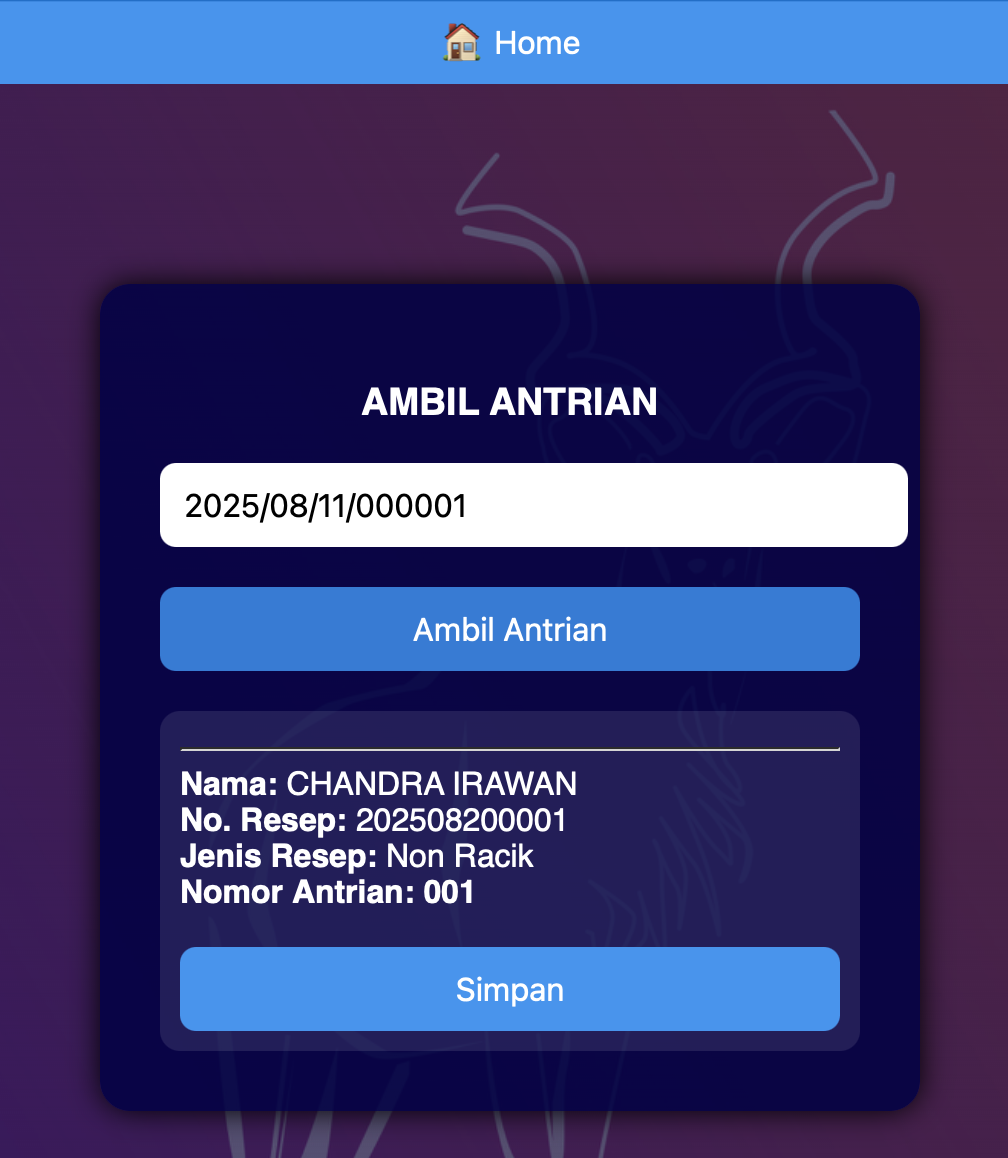 🏠 Home
AMBIL ANTRIAN
2025/08/11/000001
Ambil Antrian
Nama: CHANDRA IRAWAN
No. Resep: 202508200001
Jenis Resep: Non Racik
Nomor Antrian: 001
Simpan